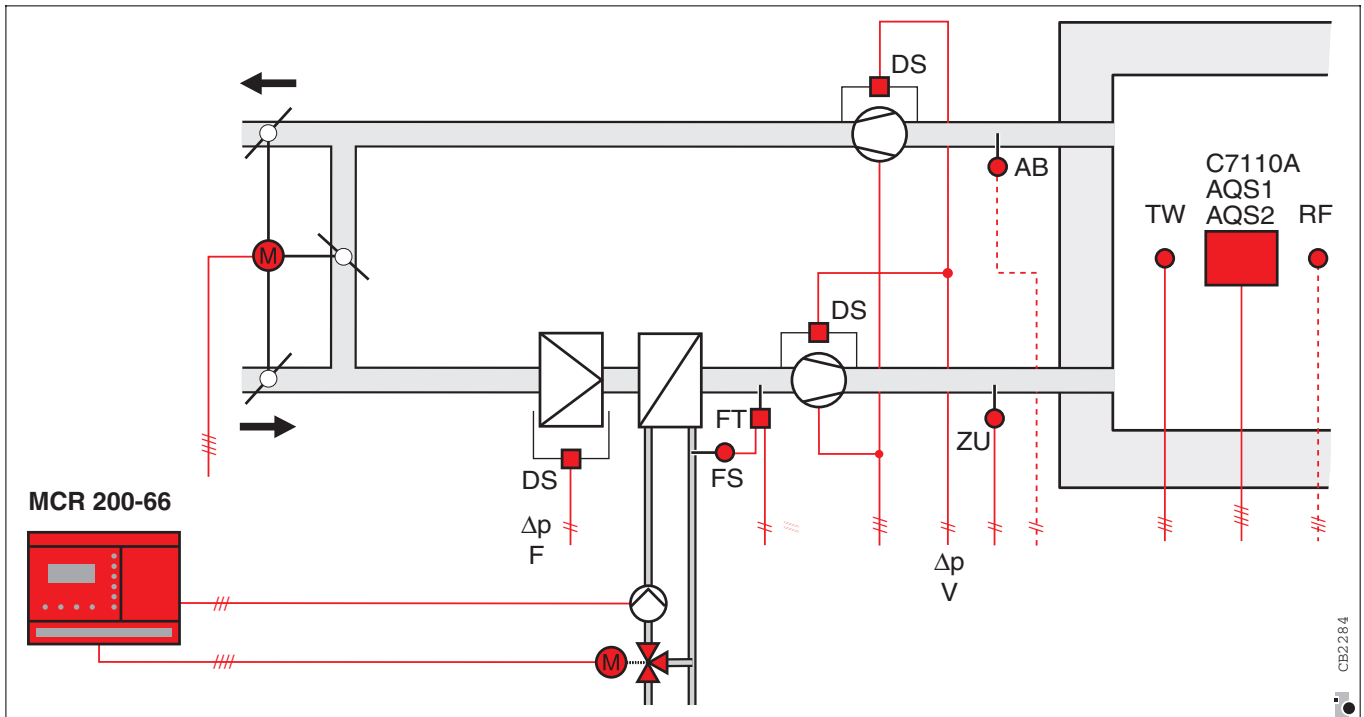 DS
AB
C7110A
AQS1
AQS2
TW
RF
M
DS
FT
ZU
DS
FS
MCR 200-66
Δp
F
Δp
V
M
CB2284